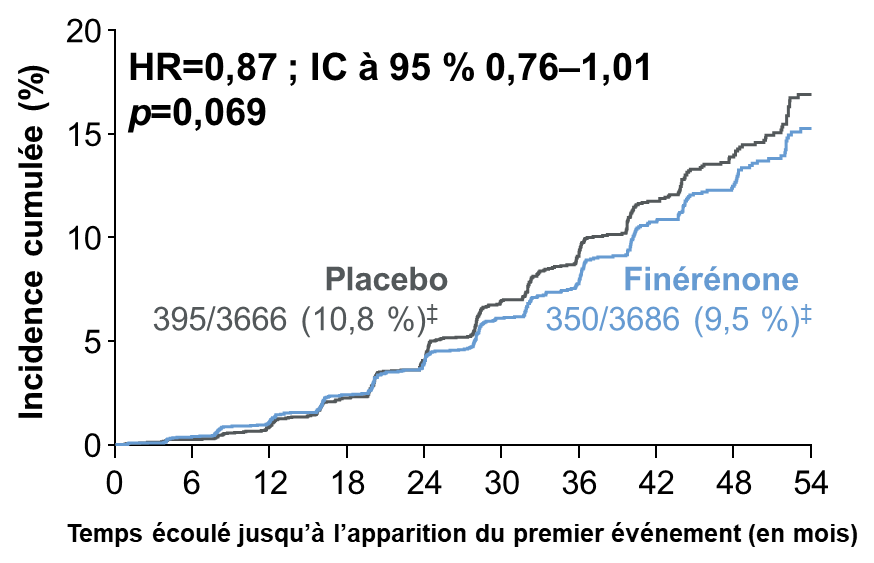 HR=0,87 ; IC à 95 % 0,76–1,01
p=0,069
Incidence cumulée (%)
20
15
10
5
0
Placebo
395/3666 (10,8 %)‡
Finérénone
350/3686 (9,5 %)‡
0 6 12 18 24 30 36 42 48 54
Temps écoulé jusqu’à l’apparition du premier événement (en mois)